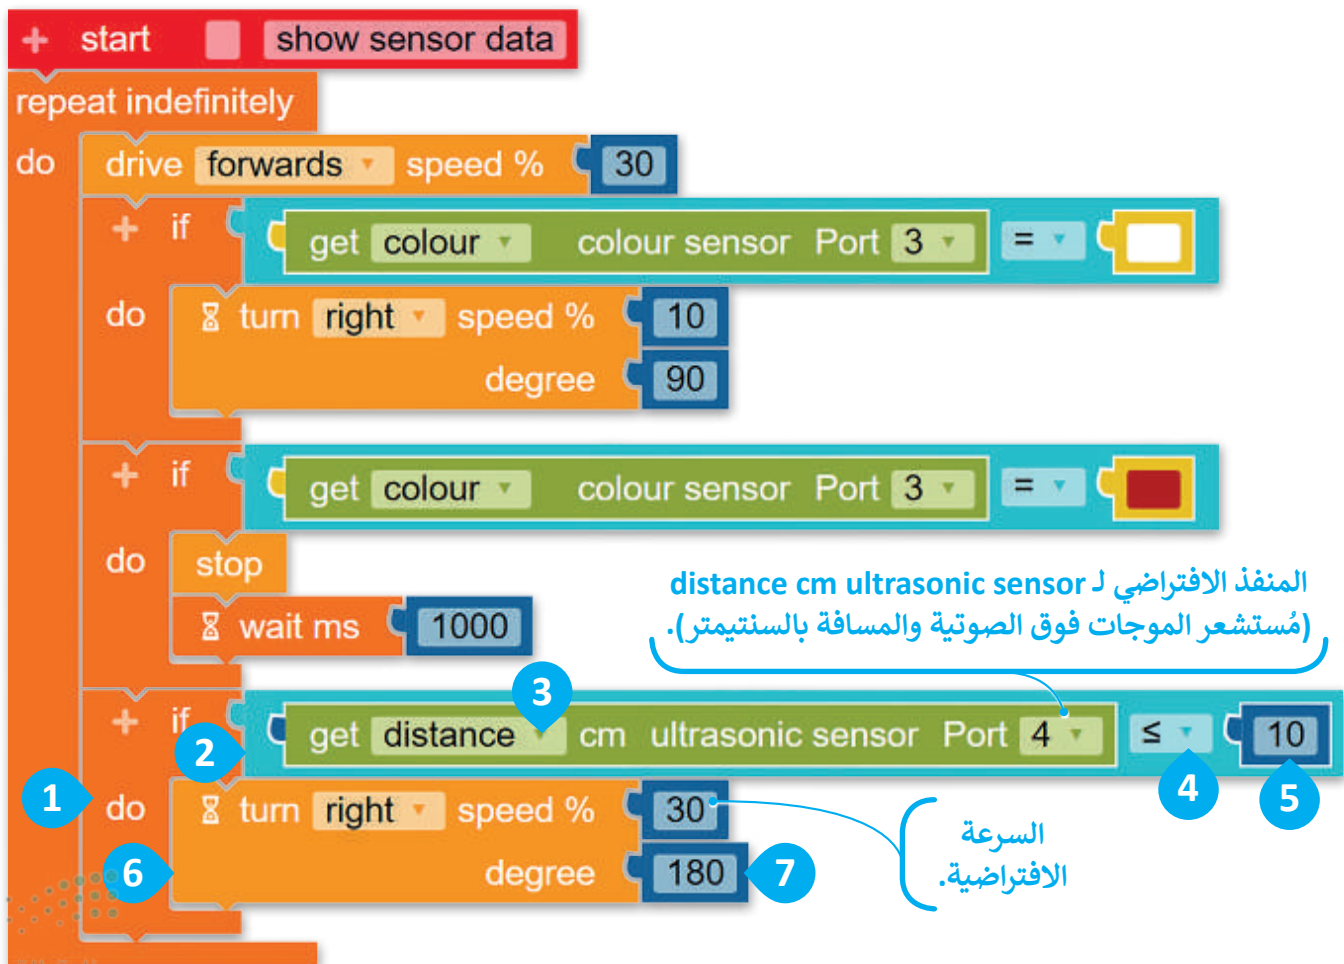 + start show sensor data
repeat indefinitely
do drive forwards speed % 30
+ if get colour colour sensor Port 3 =
do turn right speed % 10
degree 90
+ if get colour colour sensor Port 3 =
do stop
wait ms 1000
المنفذ الافتراضي لـ distance cm ultrasonic sensor
(مُستشعر الموجات فوق الصوتية والمسافة بالسنتيمتر).
3
+ if get distance cm ultrasonic sensor Port 4 ≤ 10
2
4
5
1
do turn right speed % 30
degree 180
6
7
السرعة
الافتراضية.